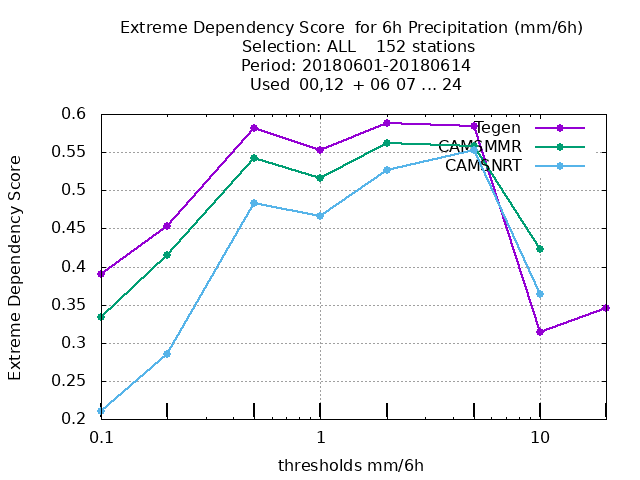 Extreme Dependency Score  for 6h Precipitation (mm/6h)
Selection: ALL    152 stations
Period: 20180601-20180614
Used  00,12  + 06 07 ... 24
Tegen
CAMSMMR
CAMSNRT
Extreme Dependency Score
0.6
0.55
0.5
0.45
0.4
0.35
0.3
0.25
0.2
0.1 1 10
thresholds mm/6h